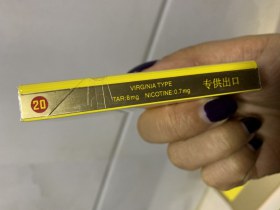 20
VIRGINIA TYPE
TAR:8mg NICOTINE:0.7mg
专供出口